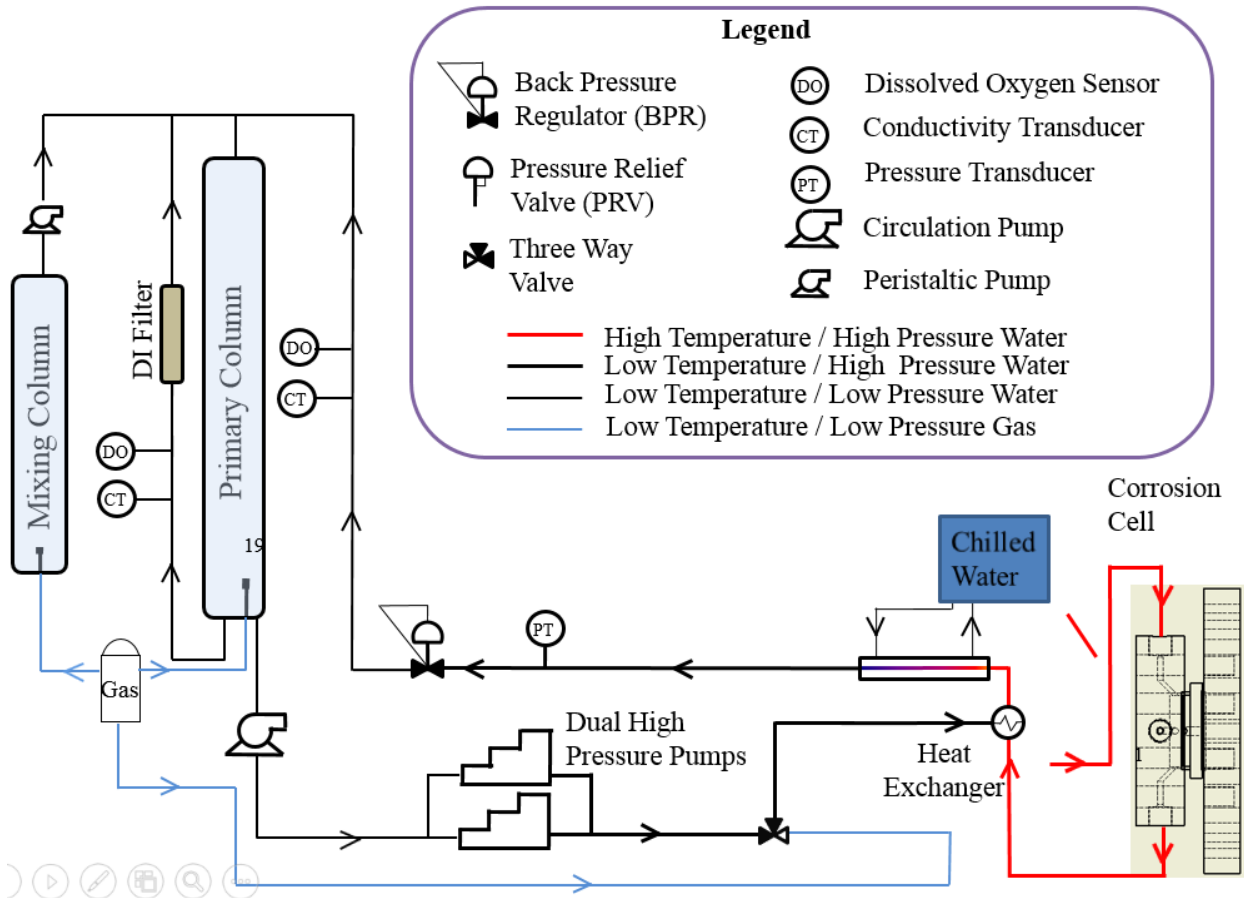 Legend
Back Pressure
Regulator (BPR)
Pressure Relief
Valve (PRV)
Three Way
Valve
DO
Dissolved Oxygen Sensor
CT
Conductivity Transducer
PT
Pressure Transducer
Circulation Pump
Peristaltic Pump
High Temperature / High Pressure Water
Low Temperature / High Pressure Water
Low Temperature / Low Pressure Water
Low Temperature / Low Pressure Gas
Mixing Column
DI Filter
Primary Column
19
DO
CT
DO
CT
Gas
PT
Chilled
Water
Corrosion
Cell
1
Heat
Exchanger
Dual High
Pressure Pumps